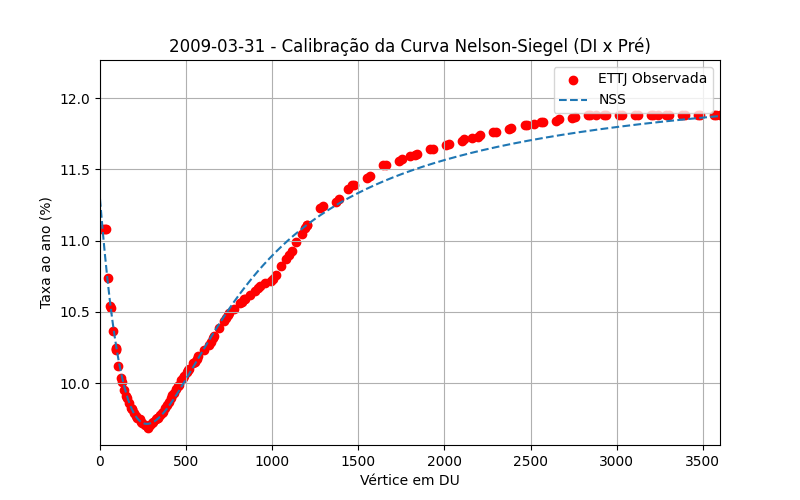 2009-03-31 - Calibração da Curva Nelson-Siegel (DI x Pré)
ETTJ Observada
NSS
Taxa ao ano (%)
12.0
11.5
11.0
10.5
10.0
0 500 1000 1500 2000 2500 3000 3500
Vértice em DU